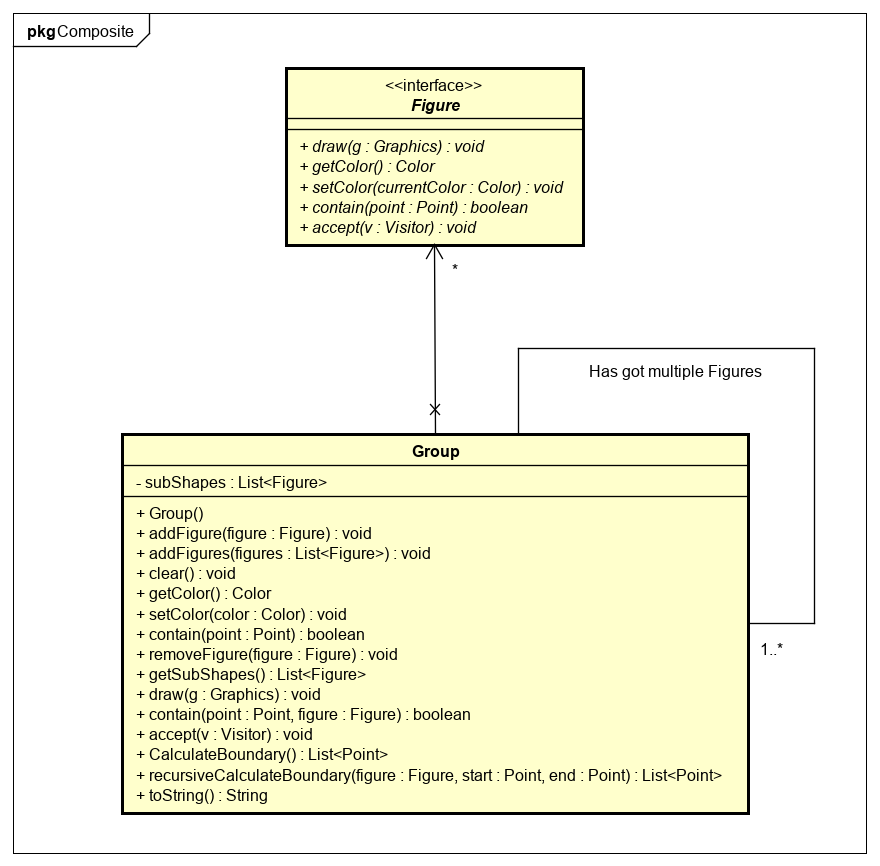 pkg Composite
<<interface>>
Figure
+ draw(g : Graphics) : void
+ getColor() : Color
+ setColor(currentColor : Color) : void
+ contain(point : Point) : boolean
+ accept(v : Visitor) : void
*
Has got multiple Figures
Group
- subShapes : List<Figure>
+ Group()
+ addFigure(figure : Figure) : void
+ addFigures(figures : List<Figure>) : void
+ clear() : void
+ getColor() : Color
+ setColor(color : Color) : void
+ contain(point : Point) : boolean
+ removeFigure(figure : Figure) : void
+ getSubShapes() : List<Figure>
+ draw(g : Graphics) : void
+ contain(point : Point, figure : Figure) : boolean
+ accept(v : Visitor) : void
+ CalculateBoundary() : List<Point>
+ recursiveCalculateBoundary(figure : Figure, start : Point, end : Point) : List<Point>
+ toString() : String
1..*